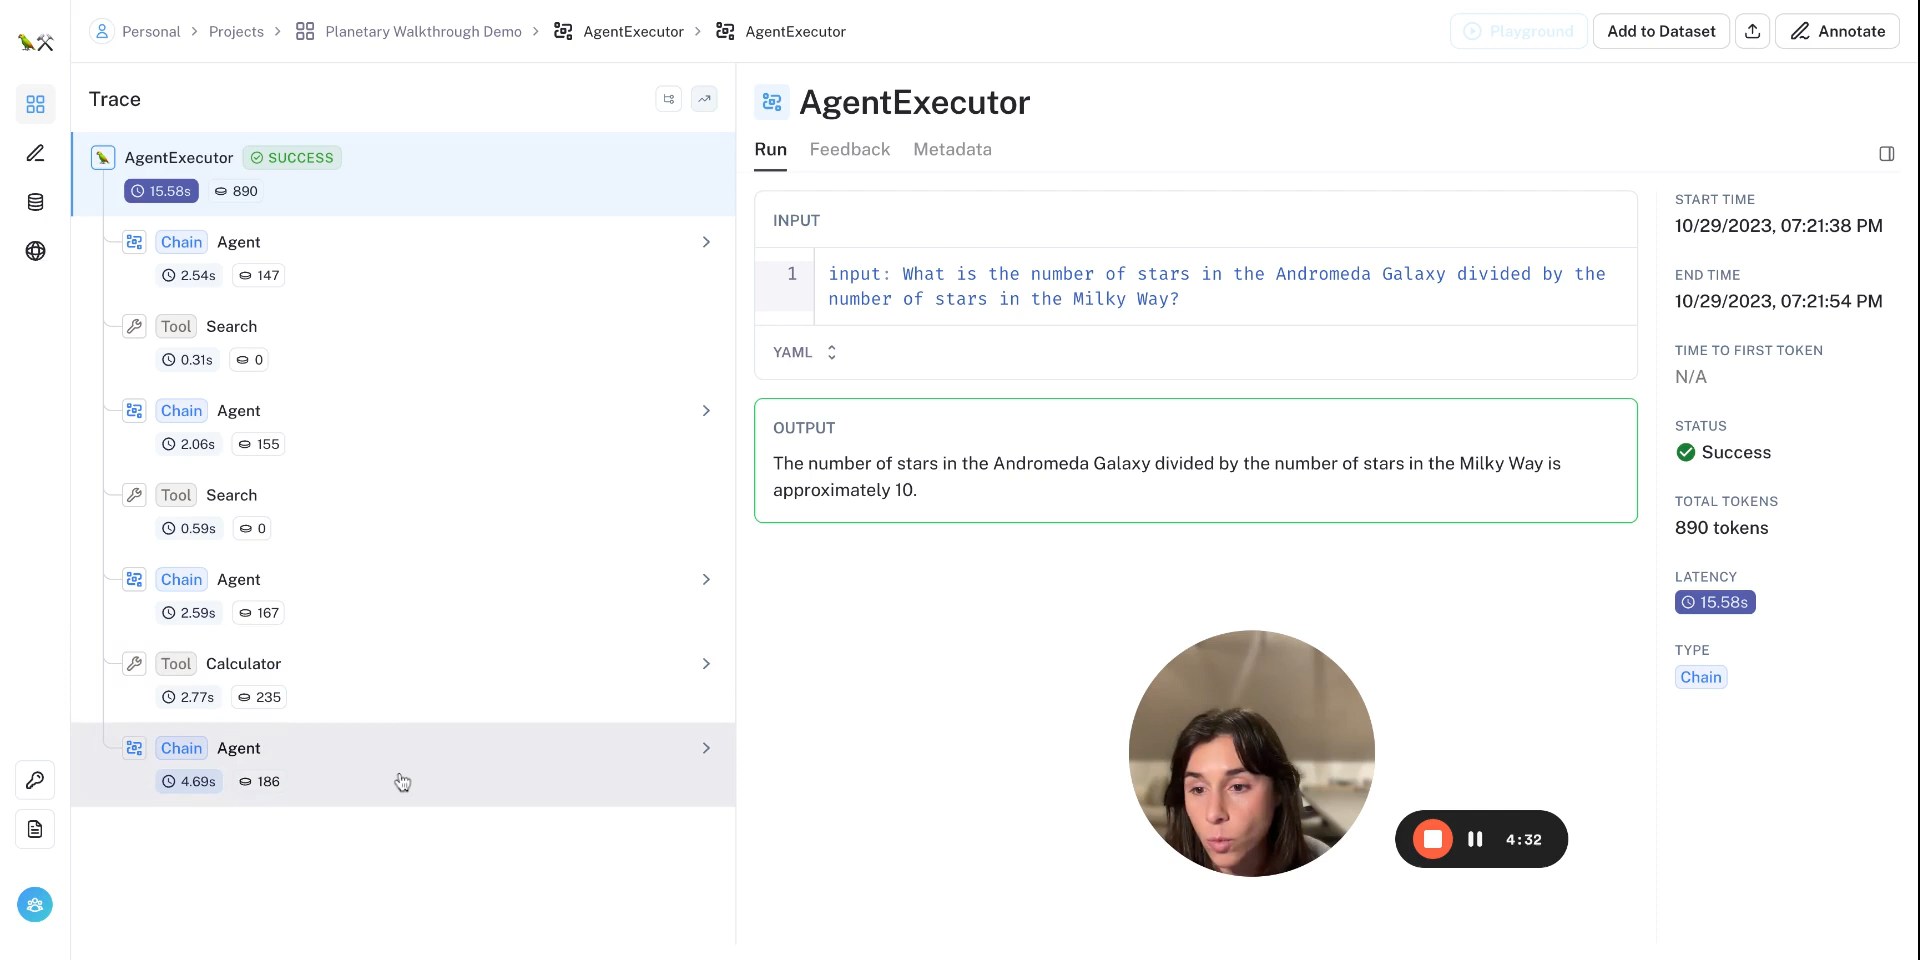 Personal > Projects > Planetary Walkthrough Demo > AgentExecutor > AgentExecutor
Playground
Add to Dataset
Annotate
Trace
AgentExecutor SUCCESS
15.58s 890
Chain Agent
2.54s 147
Tool Search
0.31s 0
Chain Agent
2.06s 155
Tool Search
0.59s 0
Chain Agent
2.59s 167
Tool Calculator
2.77s 235
Chain Agent
4.69s 186
AgentExecutor
Run Feedback Metadata
INPUT
1 input: What is the number of stars in the Andromeda Galaxy divided by the
number of stars in the Milky Way?
YAML
OUTPUT
The number of stars in the Andromeda Galaxy divided by the number of stars in the Milky Way is
approximately 10.
START TIME
10/29/2023, 07:21:38 PM
END TIME
10/29/2023, 07:21:54 PM
TIME TO FIRST TOKEN
N/A
STATUS
Success
TOTAL TOKENS
890 tokens
LATENCY
15.58s
TYPE
Chain
4:32